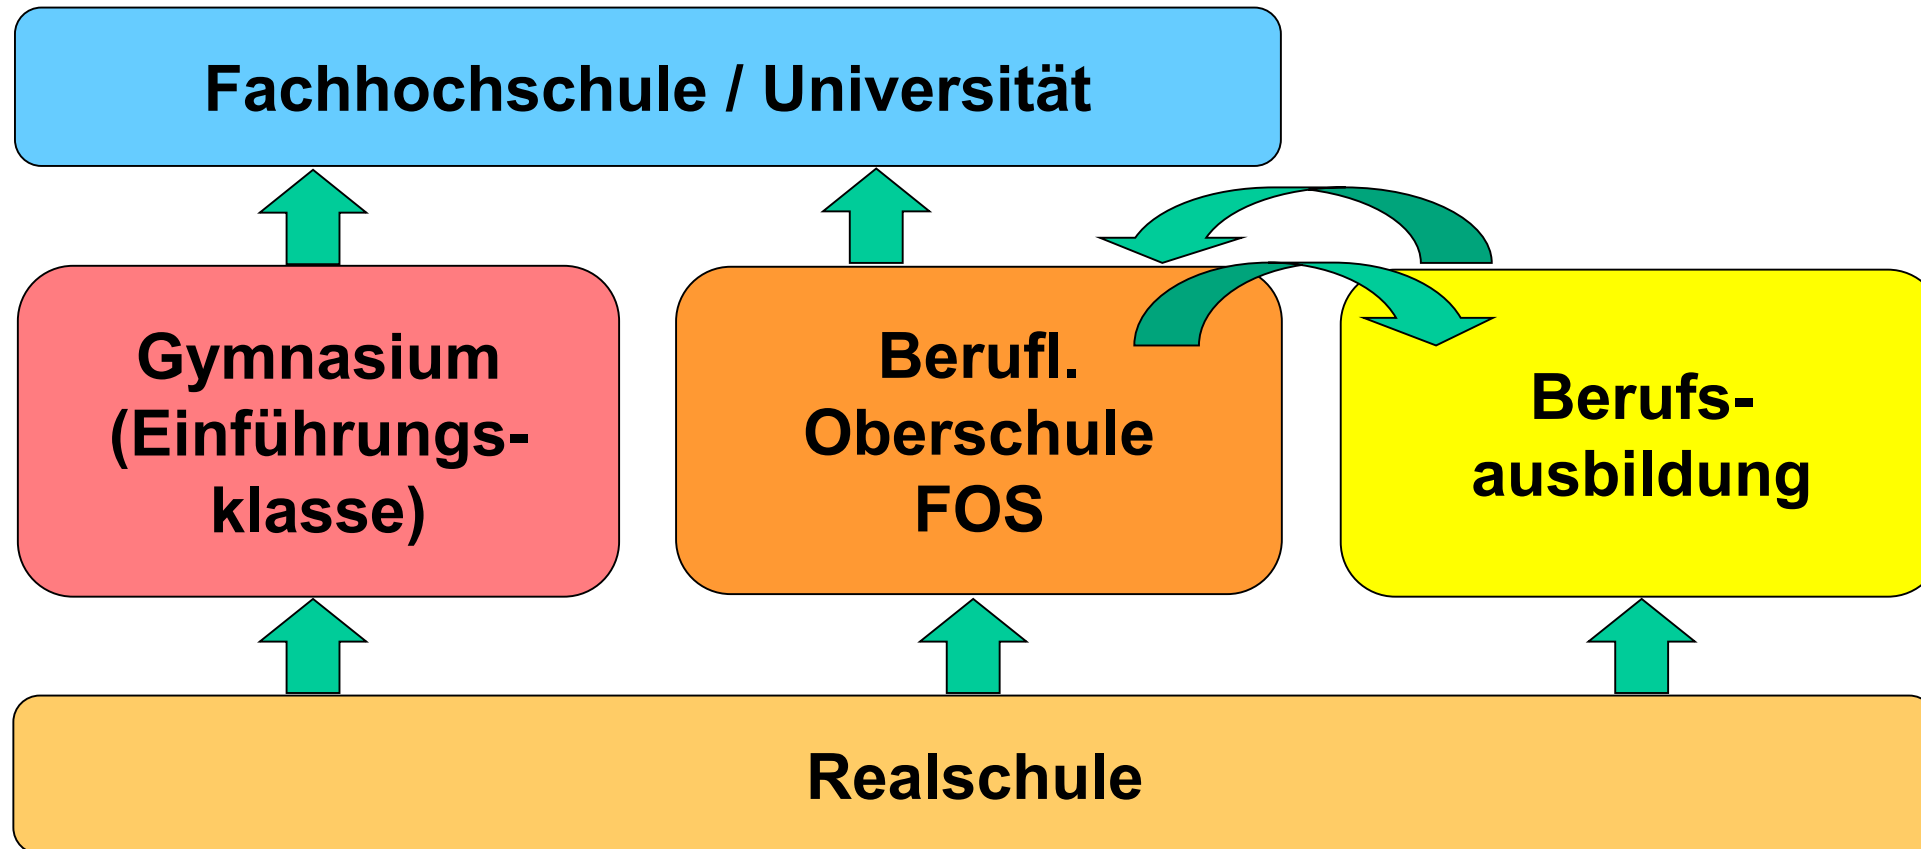 Fachhochschule / Universität
Gymnasium
(Einführungs-
klasse)
Berufl.
Oberschule
FOS
Berufs-
ausbildung
Realschule